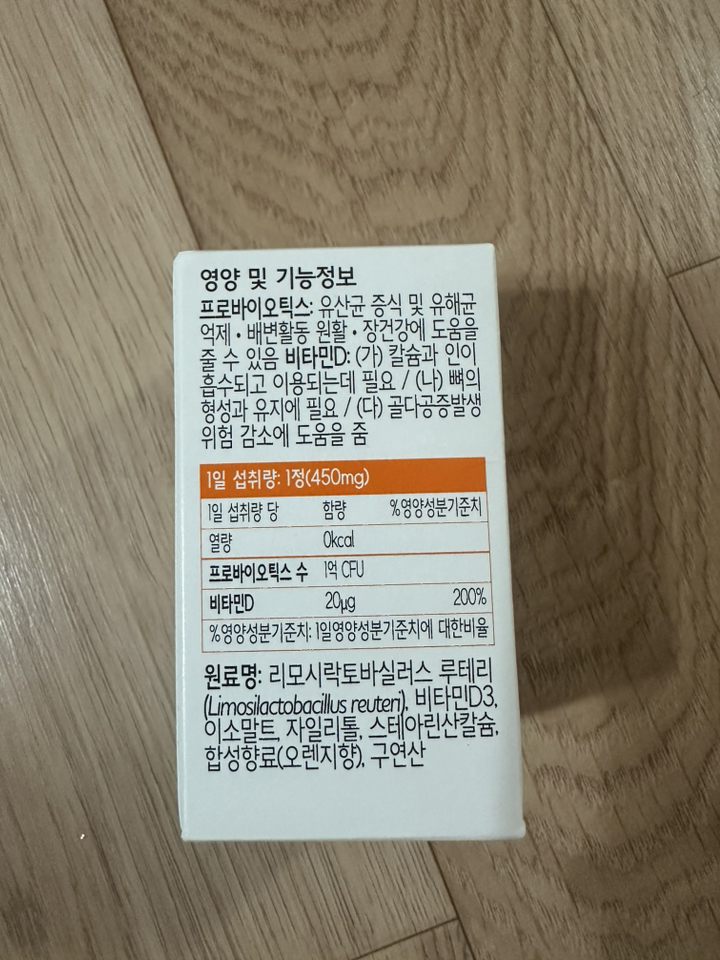 영양 및 기능정보
프로바이오틱스: 유산균 증식 및 유해균
억제 • 배변활동 원활 • 장건강에 도움을
줄 수 있음 비타민D: (가) 칼슘과 인이
흡수되고 이용되는데 필요 / (나) 뼈의
형성과 유지에 필요 / (다) 골다공증발생
위험 감소에 도움을 줌
1일 섭취량: 1정(450mg)
1일 섭취량 당 함량 %영양성분기준치
열량 0kcal
프로바이오틱스 수 1억 CFU
비타민D 20µg 200%
%영양성분기준치: 1일영양성분기준치에 대한비율
원료명: 리모시락토바실러스 루테리
(Limosilactobacillus reuteri), 비타민D3,
이소말트, 자일리톨, 스테아린산칼슘,
합성향료(오렌지향), 구연산